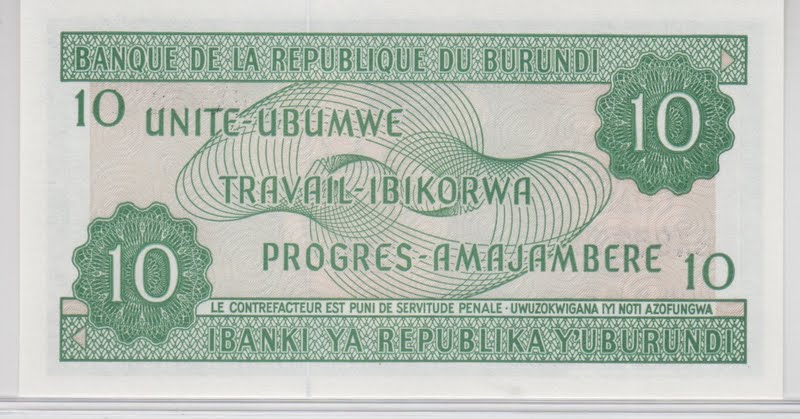 BANQUE DE LA REPUBLIQUE DU BURUNDI
10
10
UNITE-UBUMWE
TRAVAIL-IBIKORWA
PROGRES-AMAJAMBERE
10
10
LE CONTREFACTEUR EST PUNI DE SERVITUDE PENALE · UWUZOKWIGANA IYI NOTI AZOFUNGWA
IBANKI YA REPUBLIKA Y'UBURUNDI